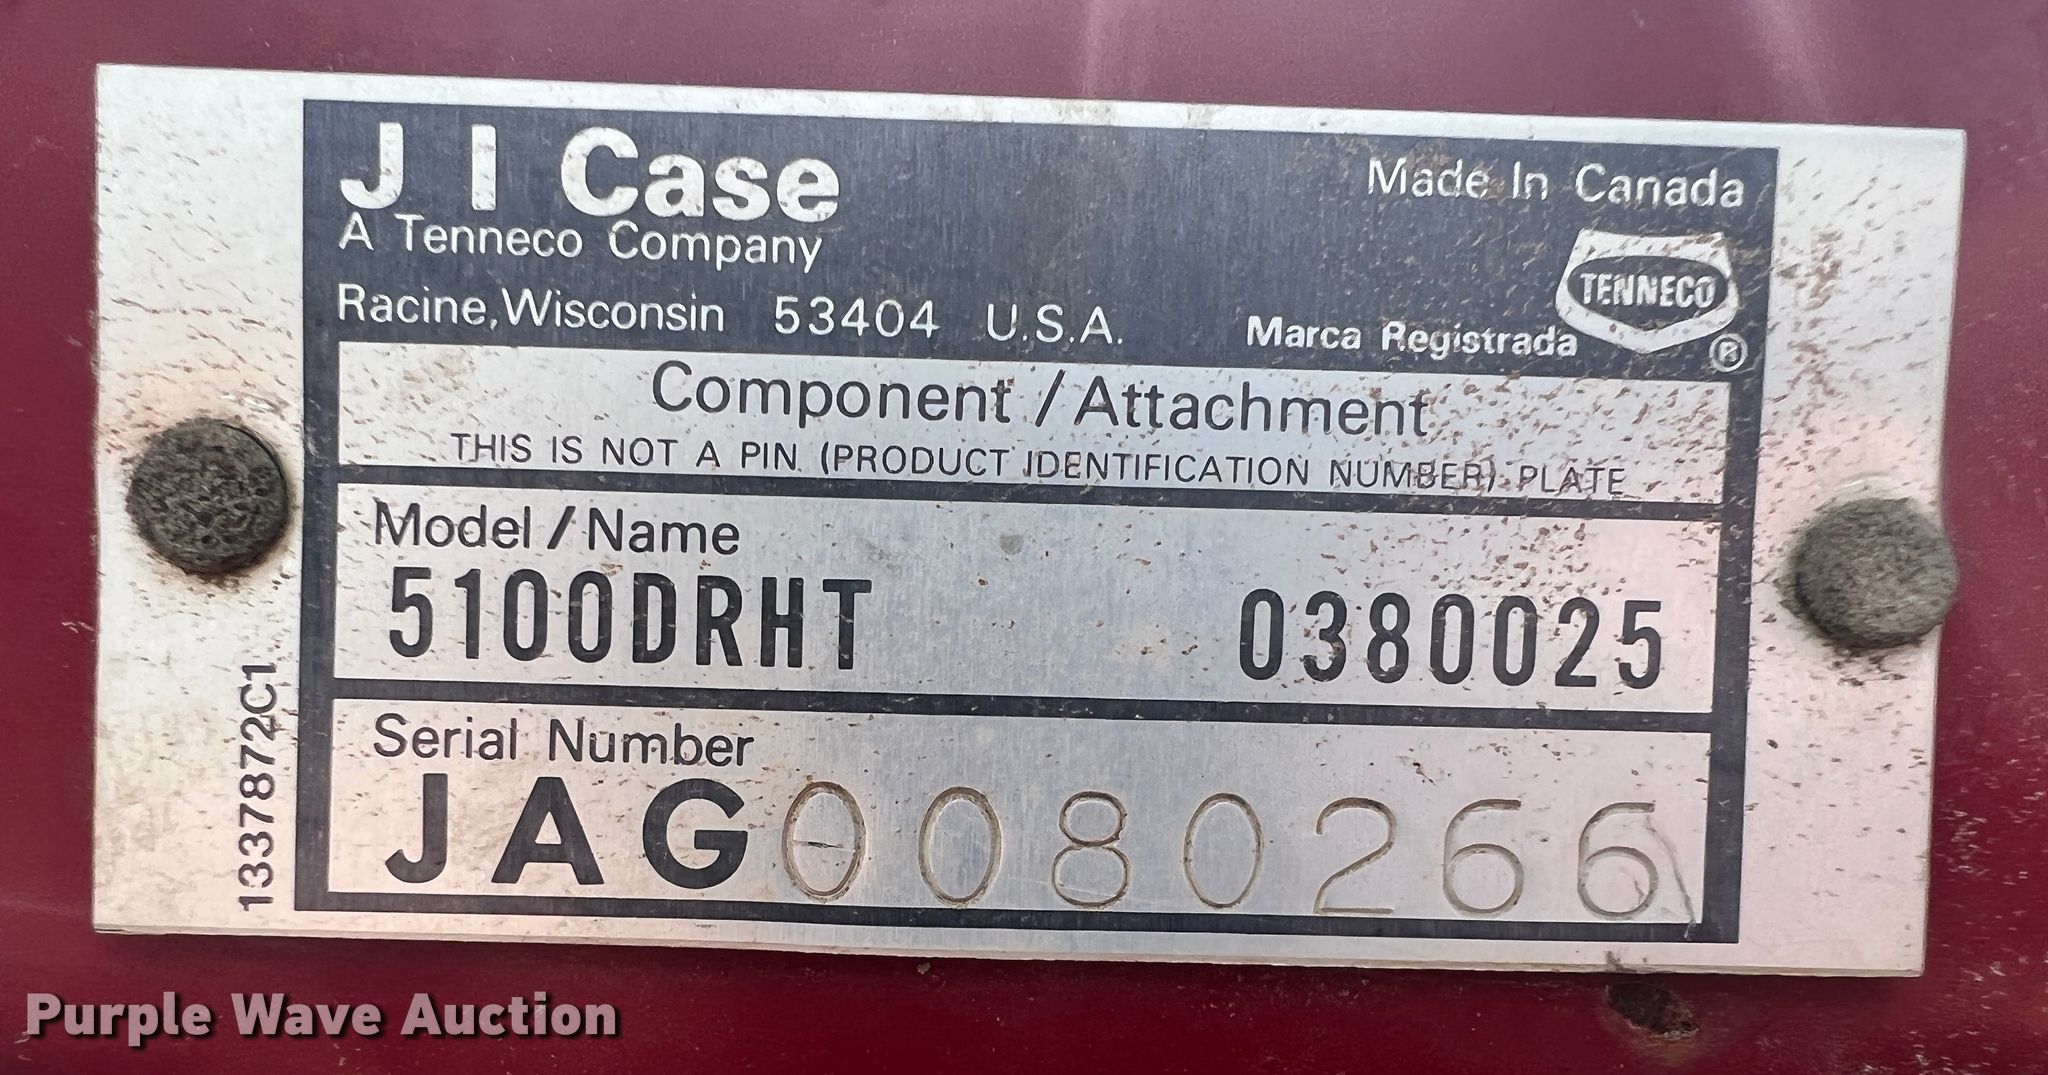 J I Case
Made In Canada
A Tenneco Company
TENNECO
Racine, Wisconsin 53404 U.S.A.
Marca Registrada ®
Component / Attachment
THIS IS NOT A PIN (PRODUCT IDENTIFICATION NUMBER) PLATE
Model / Name
5100DRHT 0380025
Serial Number
JAG0080266
1337872C1
Purple Wave Auction